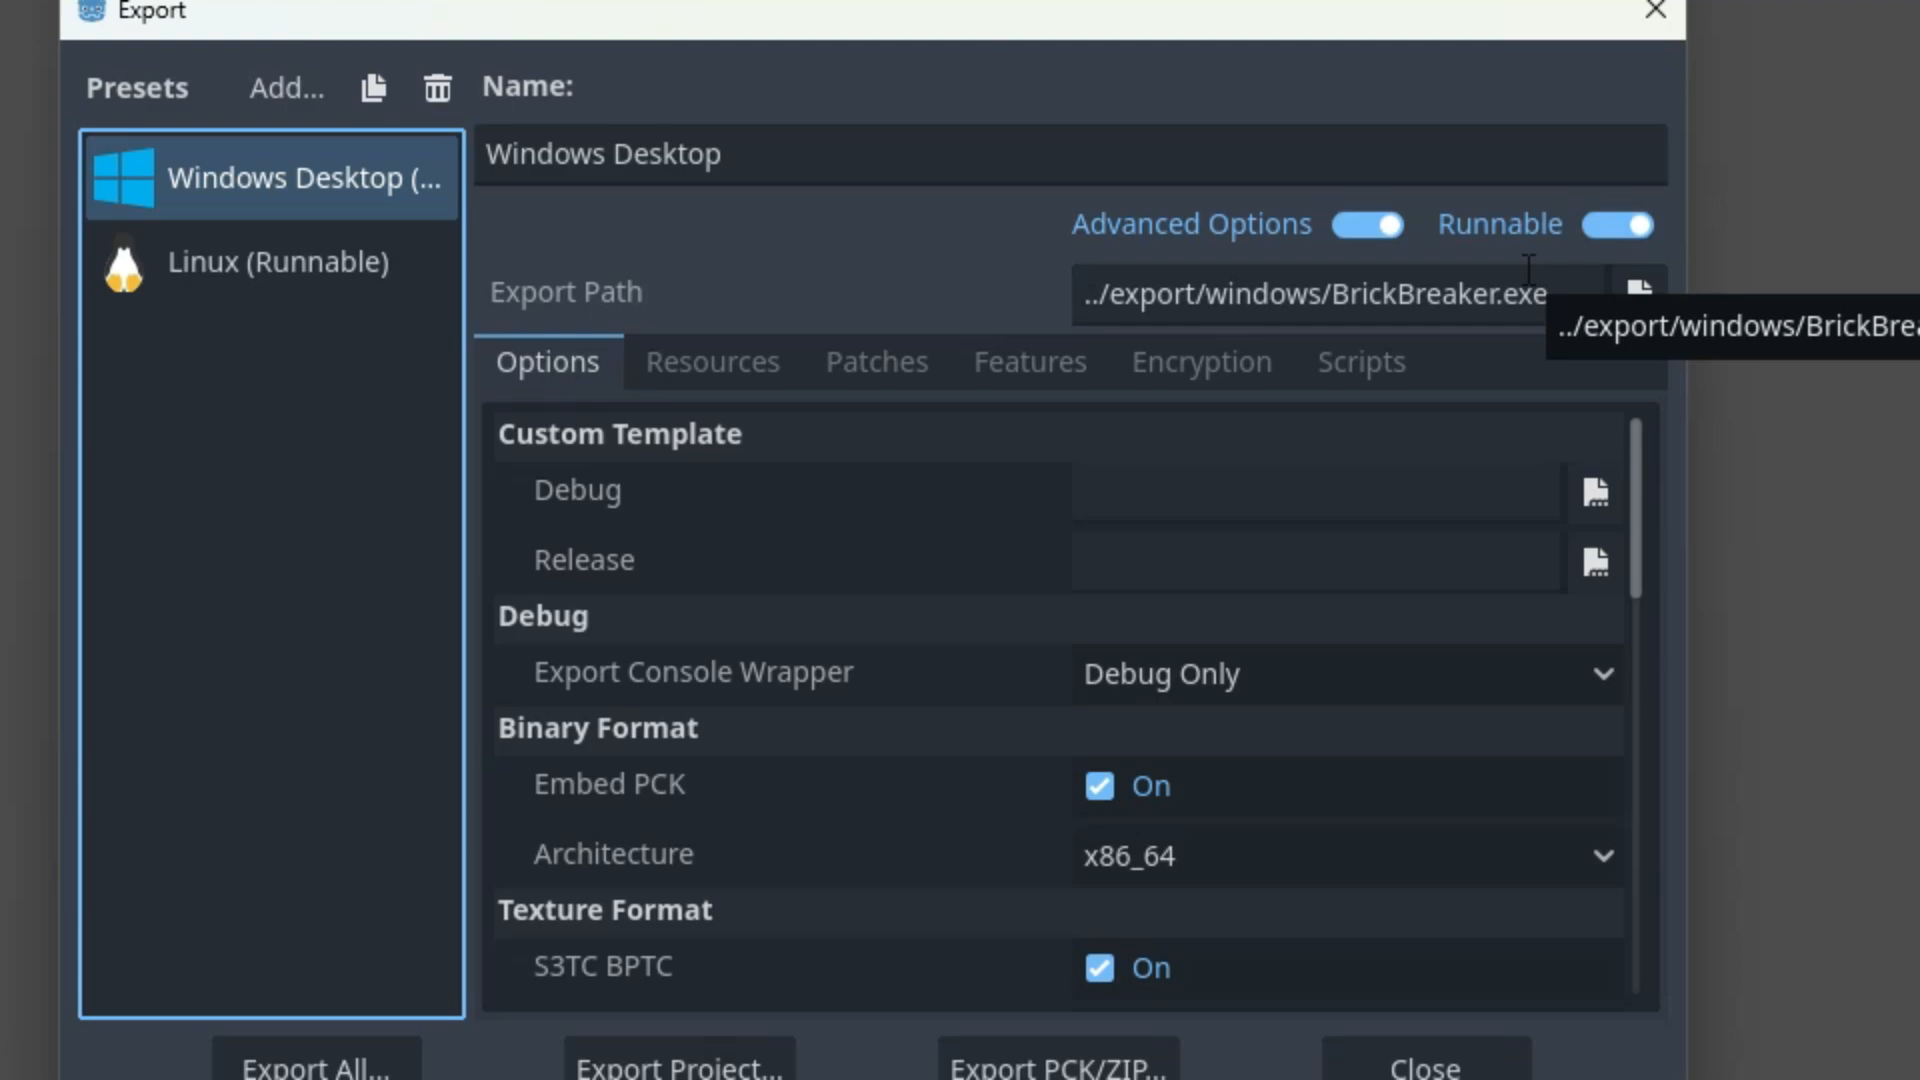 Export
Presets Add...
Windows Desktop (...
Linux (Runnable)
Name:
Windows Desktop
Advanced Options Runnable
Export Path ../export/windows/BrickBreaker.exe
../export/windows/BrickBrea
Options Resources Patches Features Encryption Scripts
Custom Template
Debug
Release
Debug
Export Console Wrapper Debug Only
Binary Format
Embed PCK On
Architecture x86_64
Texture Format
S3TC BPTC On
Export All... Export Project... Export PCK/ZIP... Close